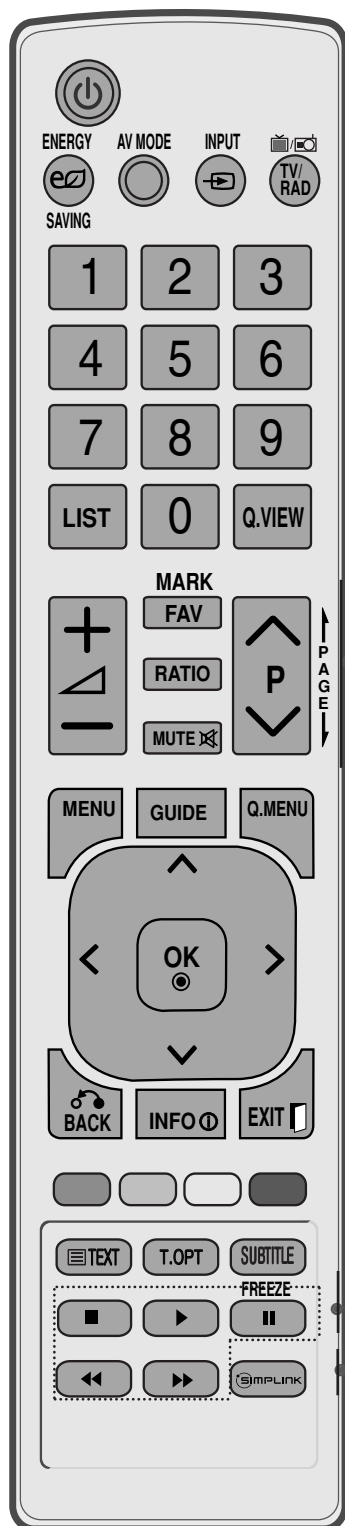 ENERGY AV MODE INPUT
TV/
RAD
SAVING
1 2 3
4 5 6
7 8 9
LIST 0 Q.VIEW
MARK
FAV
RATIO
P
PAGE
MUTE
MENU GUIDE Q.MENU
OK
BACK INFO EXIT
TEXT T.OPT SUBTITLE
FREEZE
SIMPLINK